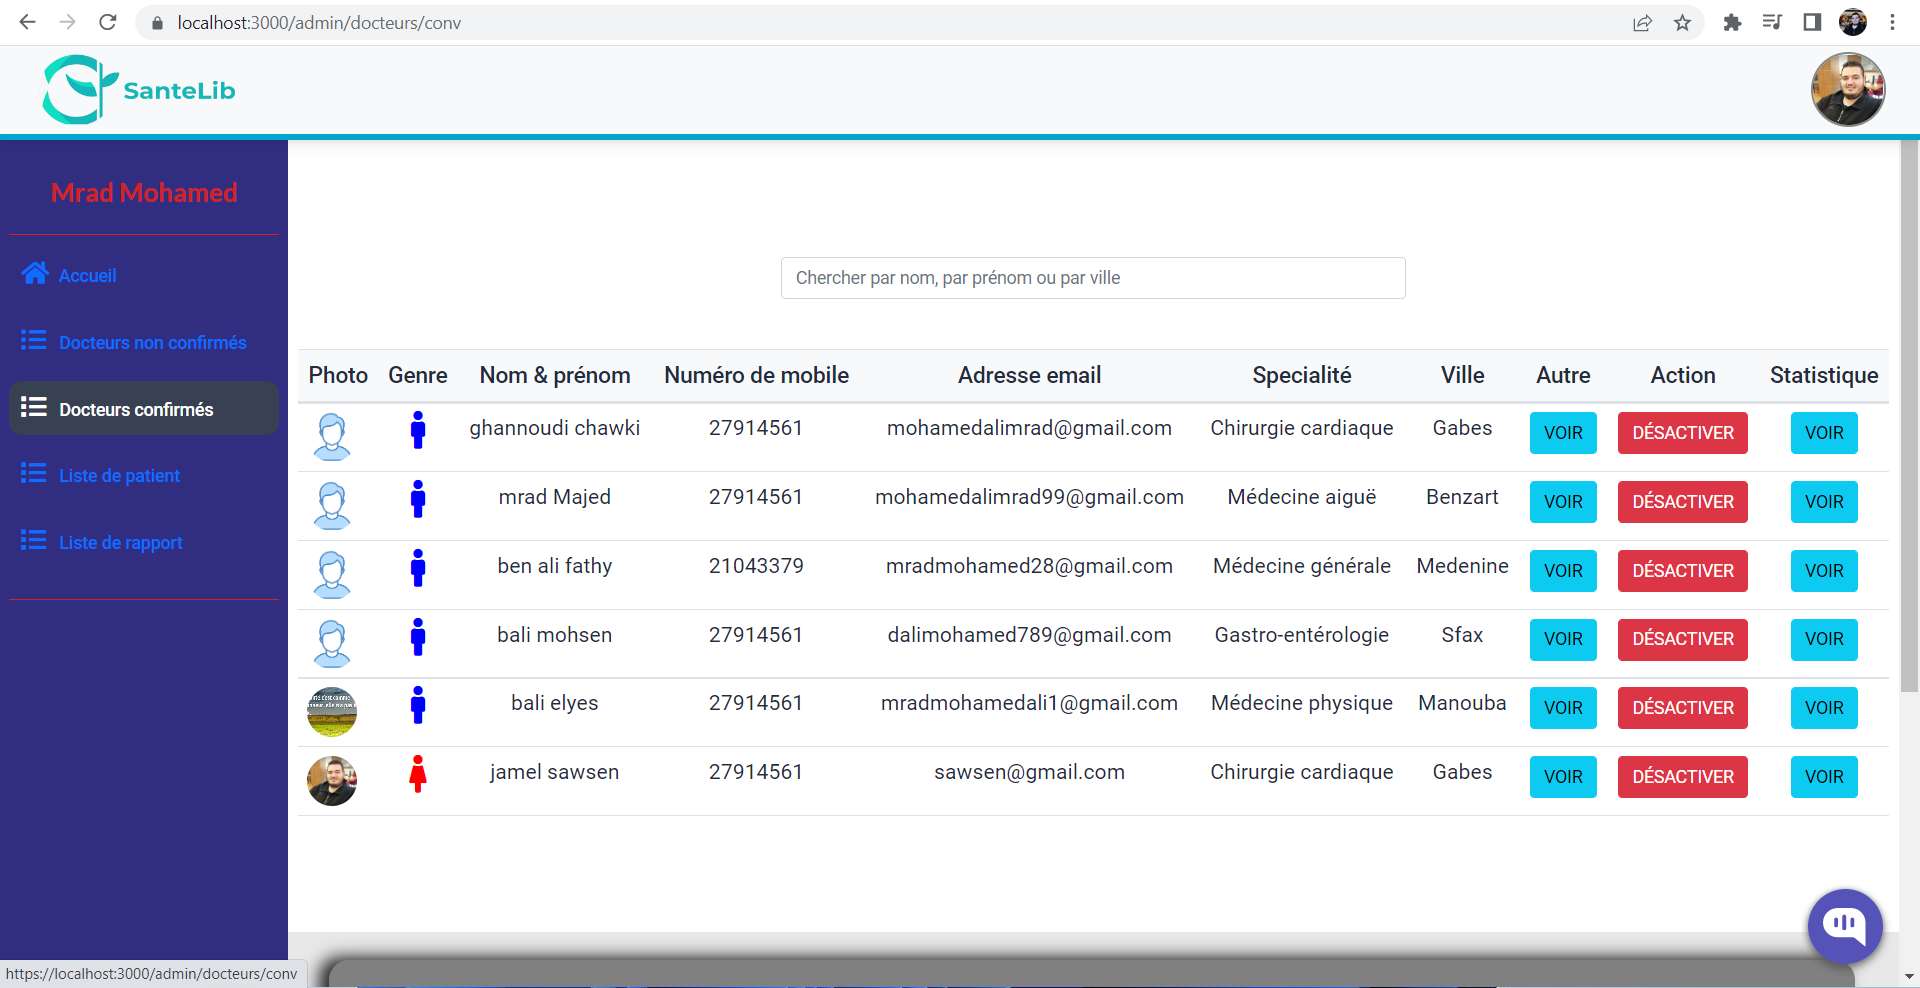 localhost:3000/admin/docteurs/conv
SanteLib
Mrad Mohamed
Accueil
Docteurs non confirmés
Docteurs confirmés
Liste de patient
Liste de rapport
Chercher par nom, par prénom ou par ville
Photo Genre Nom & prénom Numéro de mobile Adresse email Specialité Ville Autre Action Statistique
ghannoudi chawki 27914561 mohamedalimrad@gmail.com Chirurgie cardiaque Gabes VOIR DÉSACTIVER VOIR
mrad Majed 27914561 mohamedalimrad99@gmail.com Médecine aiguë Benzart VOIR DÉSACTIVER VOIR
ben ali fathy 21043379 mradmohamed28@gmail.com Médecine générale Medenine VOIR DÉSACTIVER VOIR
bali mohsen 27914561 dalimohamed789@gmail.com Gastro-entérologie Sfax VOIR DÉSACTIVER VOIR
bali elyes 27914561 mradmohamedali1@gmail.com Médecine physique Manouba VOIR DÉSACTIVER VOIR
jamel sawsen 27914561 sawsen@gmail.com Chirurgie cardiaque Gabes VOIR DÉSACTIVER VOIR
https://localhost:3000/admin/docteurs/conv